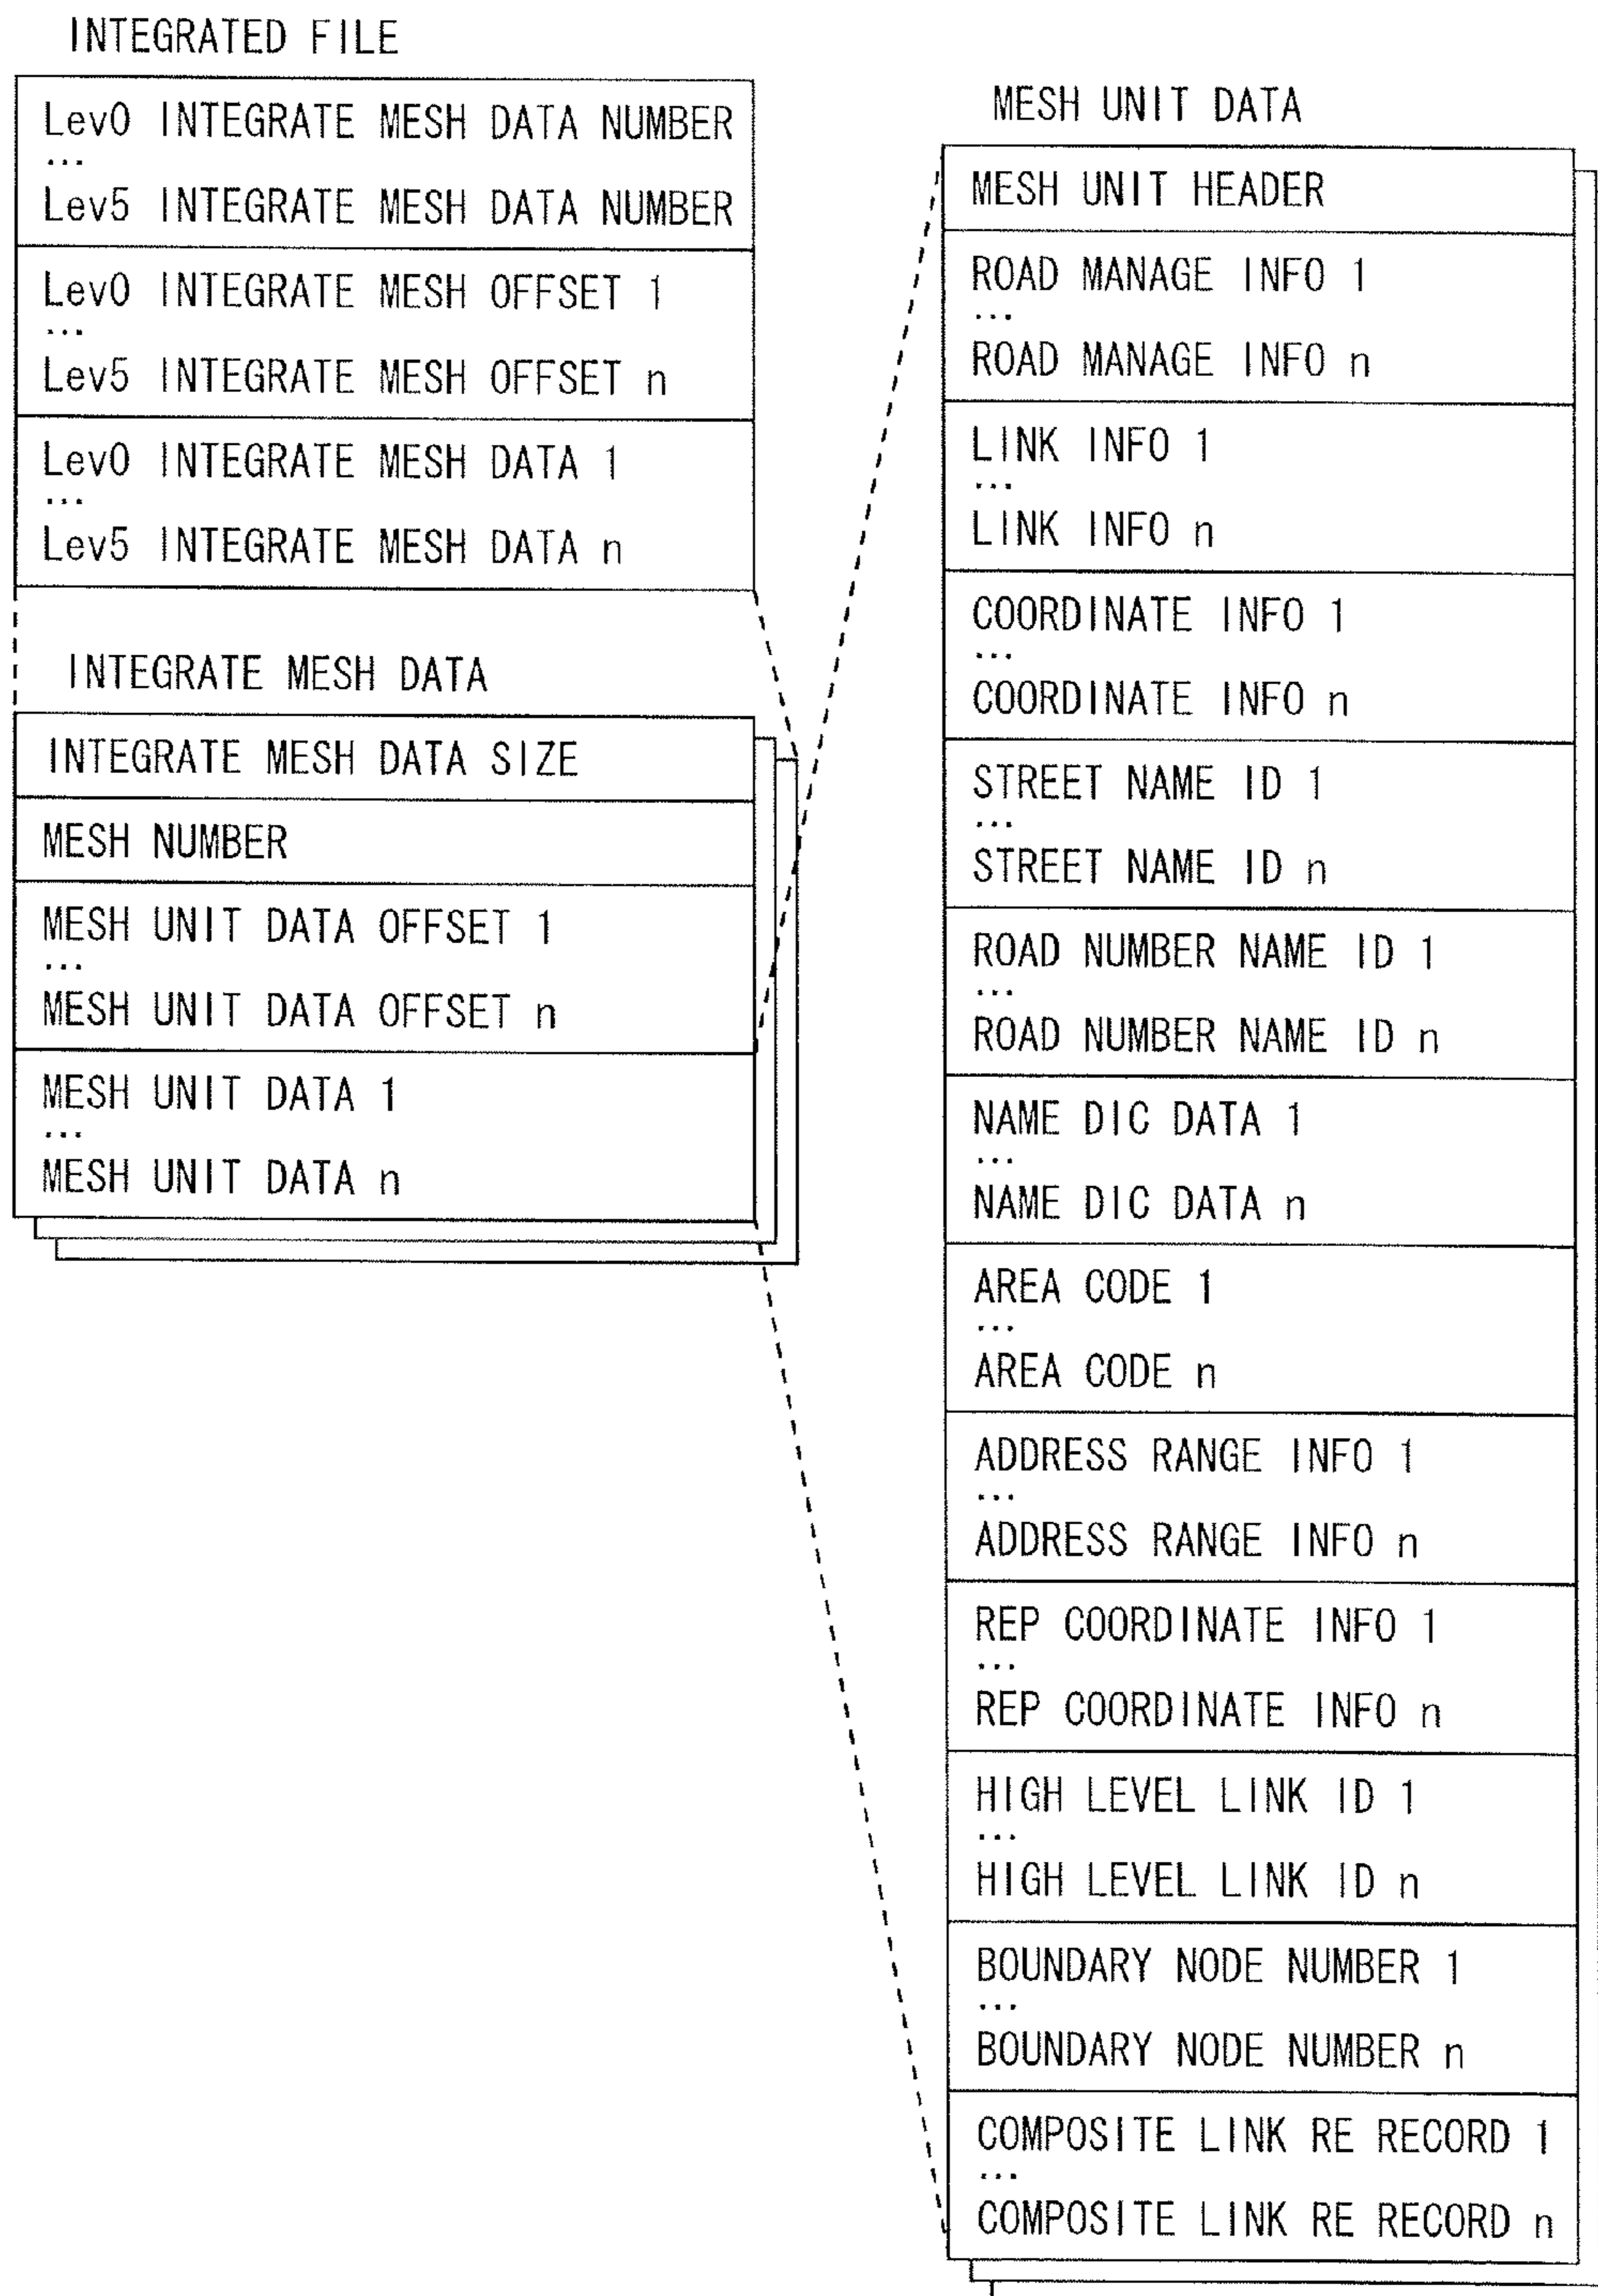 INTEGRATED FILE
Lev0 INTEGRATE MESH DATA NUMBER
...
Lev5 INTEGRATE MESH DATA NUMBER
Lev0 INTEGRATE MESH OFFSET 1
...
Lev5 INTEGRATE MESH OFFSET n
Lev0 INTEGRATE MESH DATA 1
...
Lev5 INTEGRATE MESH DATA n
INTEGRATE MESH DATA
INTEGRATE MESH DATA SIZE
MESH NUMBER
MESH UNIT DATA OFFSET 1
...
MESH UNIT DATA OFFSET n
MESH UNIT DATA 1
...
MESH UNIT DATA n
MESH UNIT DATA
MESH UNIT HEADER
ROAD MANAGE INFO 1
...
ROAD MANAGE INFO n
LINK INFO 1
...
LINK INFO n
COORDINATE INFO 1
...
COORDINATE INFO n
STREET NAME ID 1
...
STREET NAME ID n
ROAD NUMBER NAME ID 1
...
ROAD NUMBER NAME ID n
NAME DIC DATA 1
...
NAME DIC DATA n
AREA CODE 1
...
AREA CODE n
ADDRESS RANGE INFO 1
...
ADDRESS RANGE INFO n
REP COORDINATE INFO 1
...
REP COORDINATE INFO n
HIGH LEVEL LINK ID 1
...
HIGH LEVEL LINK ID n
BOUNDARY NODE NUMBER 1
...
BOUNDARY NODE NUMBER n
COMPOSITE LINK RE RECORD 1
...
COMPOSITE LINK RE RECORD n